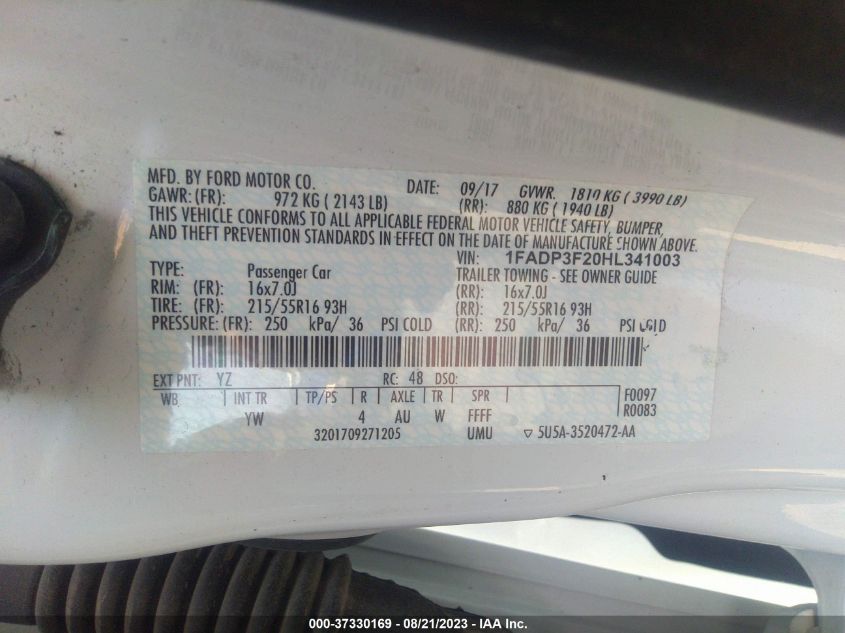 MFD. BY FORD MOTOR CO. DATE: 09/17 GVWR. 1810 KG ( 3990 LB)
GAWR: (FR): 972 KG ( 2143 LB) (RR): 880 KG ( 1940 LB)
THIS VEHICLE CONFORMS TO ALL APPLICABLE FEDERAL MOTOR VEHICLE SAFETY, BUMPER,
AND THEFT PREVENTION STANDARDS IN EFFECT ON THE DATE OF MANUFACTURE SHOWN ABOVE.
VIN: 1FADP3F20HL341003
TYPE: Passenger Car TRAILER TOWING - SEE OWNER GUIDE
RIM: (FR): 16x7.0J (RR): 16x7.0J
TIRE: (FR): 215/55R16 93H (RR): 215/55R16 93H
PRESSURE: (FR): 250 kPa/ 36 PSI COLD (RR): 250 kPa/ 36 PSI COLD
EXT PNT: YZ RC: 48 DSO:
WB INT TR TP/PS R AXLE TR SPR F0097
YW 4 AU W FFFF R0083
3201709271205 UMU ▽ 5U5A-3520472-AA
000-37330169 - 08/21/2023 - IAAI Inc.